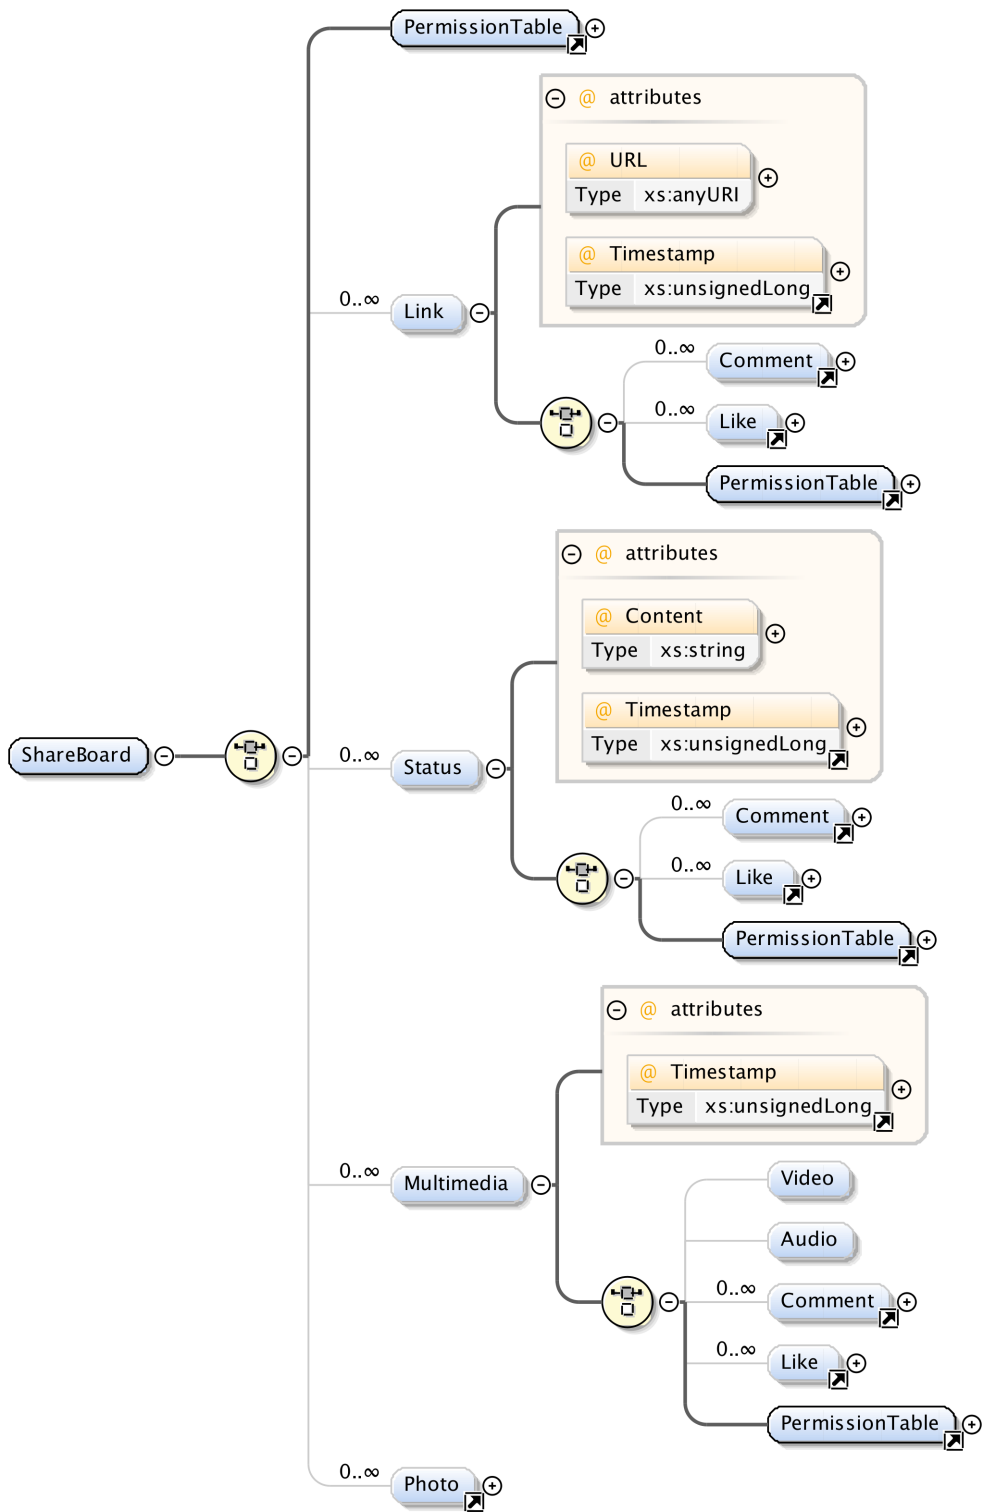 PermissionTable
@ attributes
@ URL
Type xs:anyURI
@ Timestamp
Type xs:unsignedLong
0..∞
Link
0..∞
Comment
0..∞
Like
PermissionTable
@ attributes
@ Content
Type xs:string
@ Timestamp
Type xs:unsignedLong
ShareBoard
0..∞
Status
0..∞
Comment
0..∞
Like
PermissionTable
@ attributes
@ Timestamp
Type xs:unsignedLong
0..∞
Multimedia
Video
Audio
0..∞
Comment
0..∞
Like
PermissionTable
0..∞
Photo